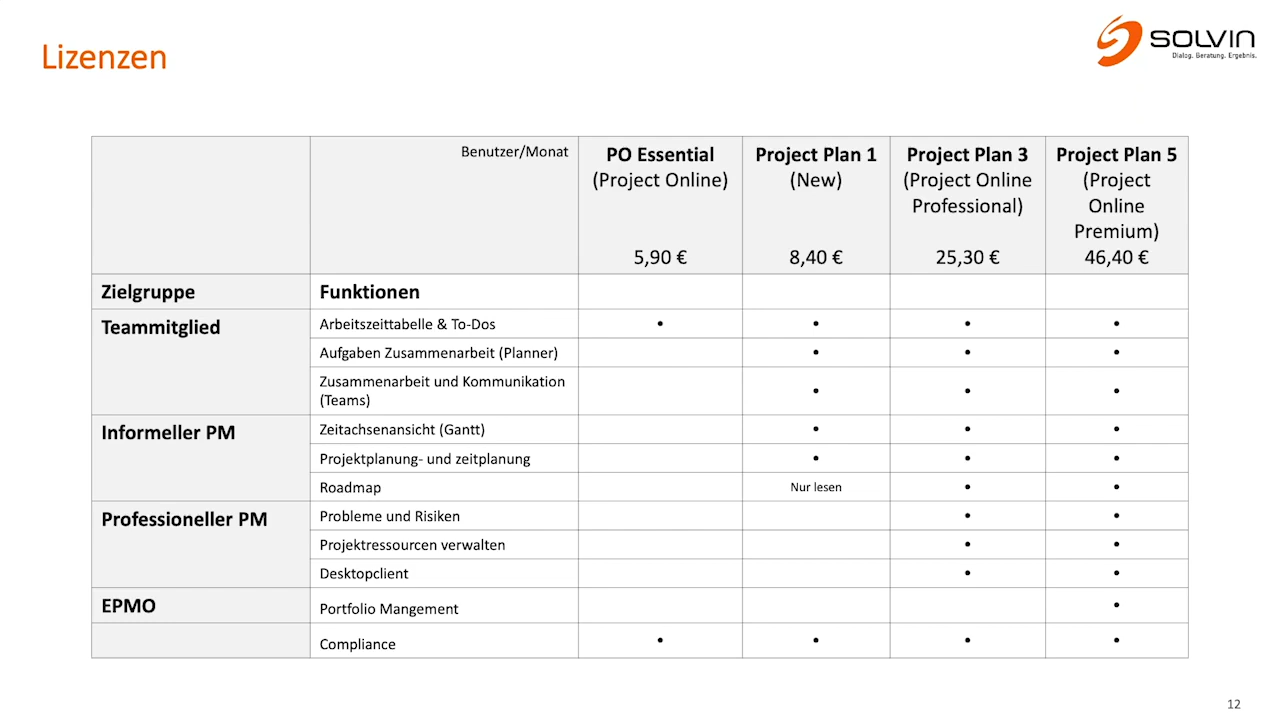 Lizenzen
SOLVIN
Dialog. Beratung. Ergebnis.
Benutzer/Monat
PO Essential
(Project Online)
5,90 €
Project Plan 1
(New)
8,40 €
Project Plan 3
(Project Online
Professional)
25,30 €
Project Plan 5
(Project
Online
Premium)
46,40 €
Zielgruppe
Funktionen
Teammitglied
Arbeitszeittabelle & To-Dos
• • • •
Aufgaben Zusammenarbeit (Planner)
• • •
Zusammenarbeit und Kommunikation
(Teams)
• • •
Informeller PM
Zeitachsenansicht (Gantt)
• • •
Projektplanung- und zeitplanung
• • •
Roadmap
Nur lesen • •
Professioneller PM
Probleme und Risiken
• •
Projektressourcen verwalten
• •
Desktopclient
• •
EPMO
Portfolio Mangement
•
Compliance
• • • •
12